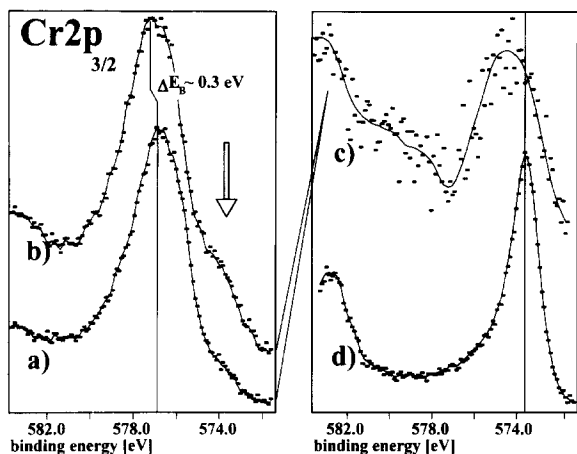 Cr2p 3/2
ΔE_B ~ 0.3 eV
b)
a)
582.0 578.0 574.0
binding energy [eV]
c)
d)
582.0 578.0 574.0
binding energy [eV]